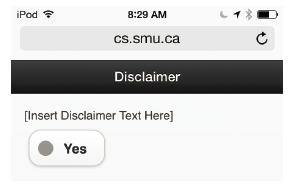 iPod 8:29 AM
cs.smu.ca
Disclaimer
[Insert Disclaimer Text Here]
Yes